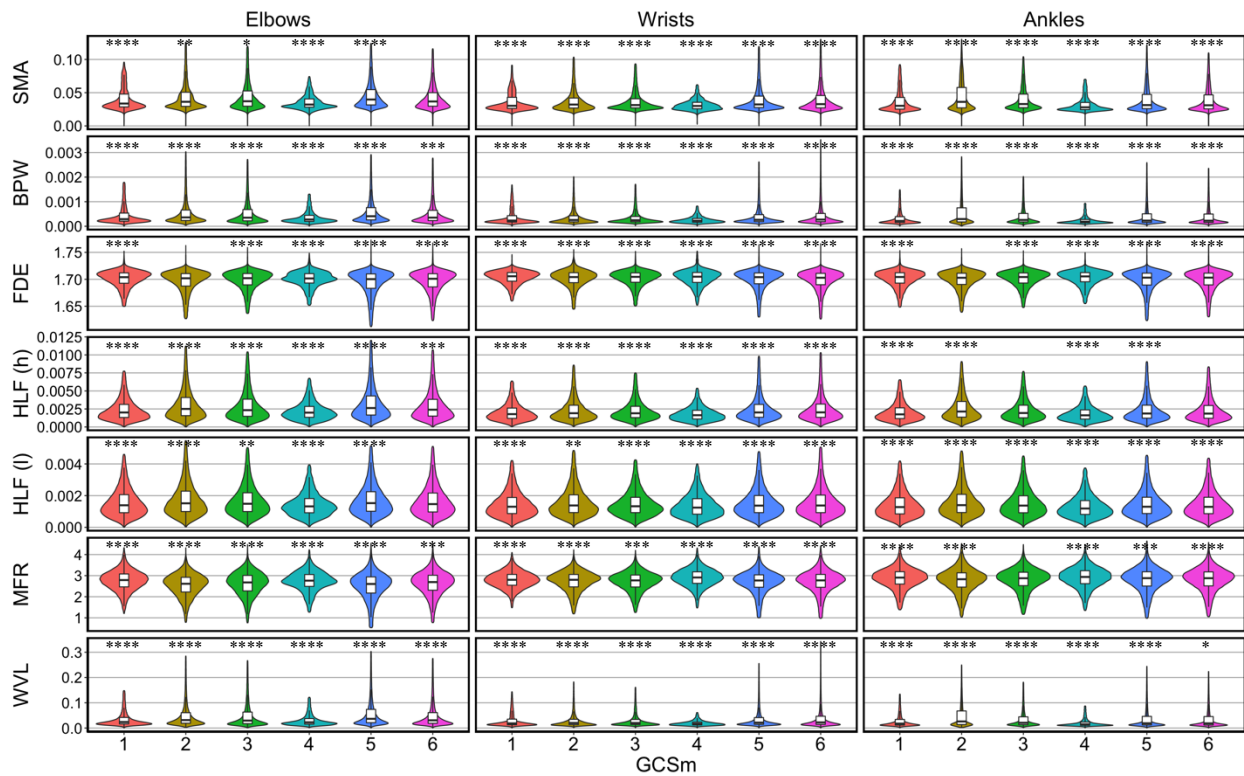 Elbows Wrists Ankles
SMA
**** ** * **** **** **** **** **** **** **** **** **** **** **** **** **** ****
0.10
0.05
0.00
BPW
**** **** **** **** **** *** **** **** **** **** **** **** **** **** **** **** *** ****
0.003
0.002
0.001
0.000
FDE
**** **** **** **** **** **** **** **** **** **** **** **** **** **** **** ****
1.75
1.70
1.65
HLF (h)
**** **** **** **** **** *** **** **** **** **** **** **** **** **** **** ****
0.0125
0.0100
0.0075
0.0050
0.0025
0.0000
HLF (l)
**** **** ** **** **** **** ** **** **** **** **** **** **** **** **** **** ****
0.004
0.002
0.000
MFR
**** **** **** **** **** *** **** **** *** **** **** **** **** **** **** *** ****
4
3
2
1
WVL
**** **** **** **** **** **** **** **** **** **** **** **** **** **** **** **** **** *
0.3
0.2
0.1
0.0
1 2 3 4 5 6 1 2 3 4 5 6 1 2 3 4 5 6
GCSm